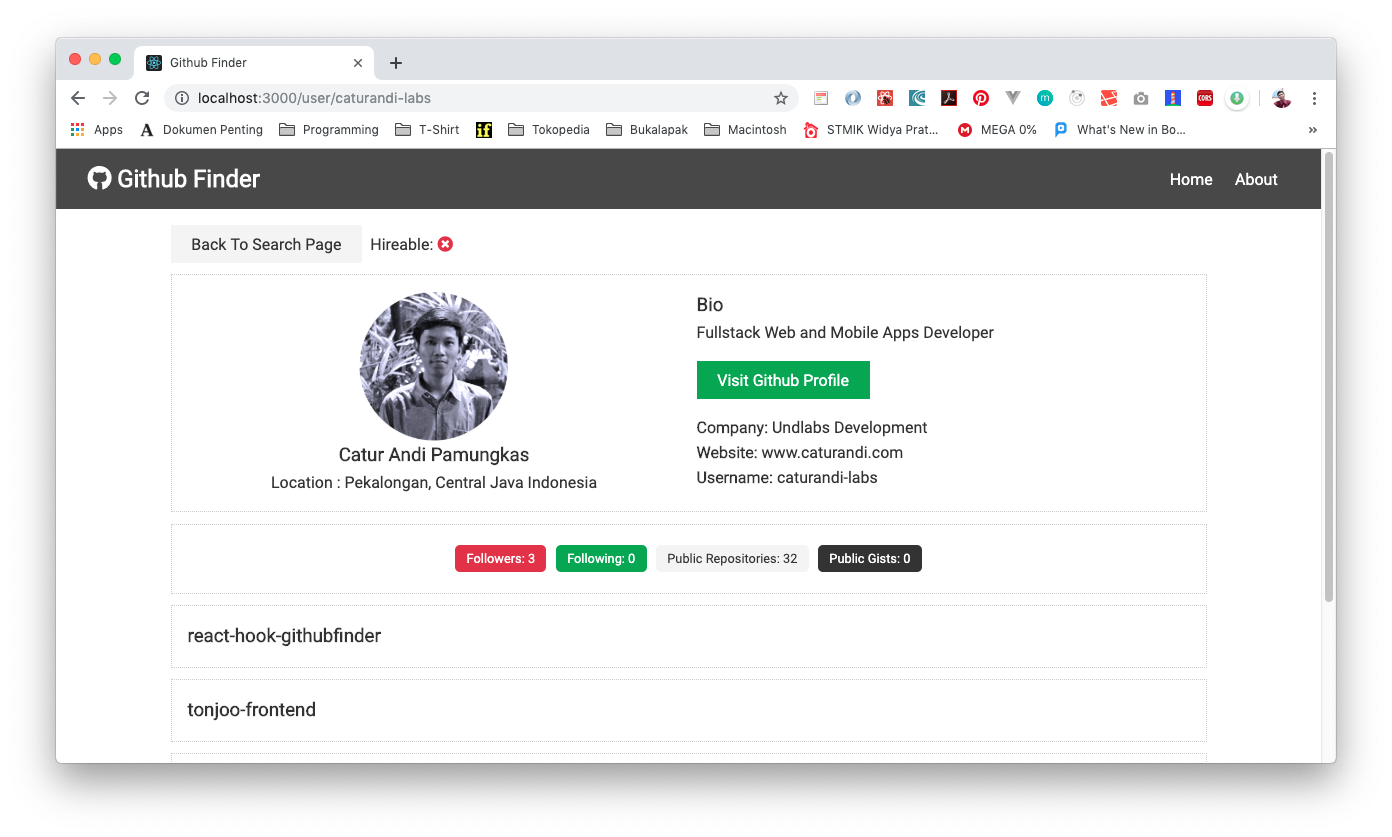 Github Finder
localhost:3000/user/caturandi-labs
m
CORS
Apps
A Dokumen Penting
Programming
T-Shirt
if
Tokopedia
Bukalapak
Macintosh
STMIK Widya Prat...
M MEGA 0%
What's New in Bo...
»
Github Finder
Home About
Back To Search Page Hireable:
Catur Andi Pamungkas
Location : Pekalongan, Central Java Indonesia
Bio
Fullstack Web and Mobile Apps Developer
Visit Github Profile
Company: Undlabs Development
Website: www.caturandi.com
Username: caturandi-labs
Followers: 3 Following: 0 Public Repositories: 32 Public Gists: 0
react-hook-githubfinder
tonjoo-frontend